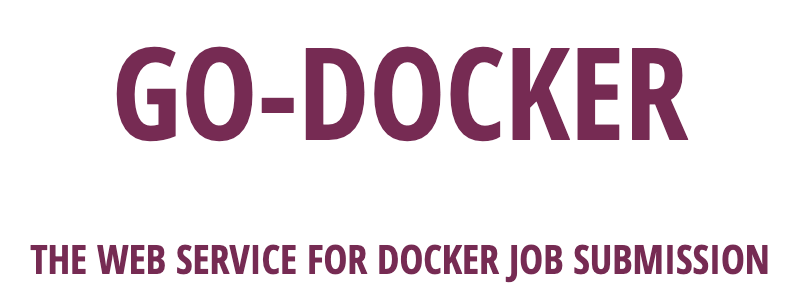 GO-DOCKER
THE WEB SERVICE FOR DOCKER JOB SUBMISSION